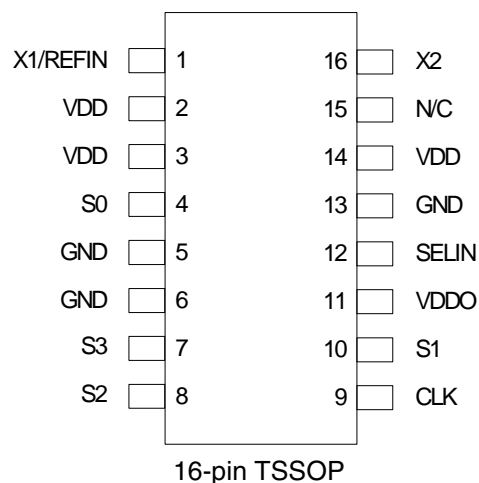 X1/REFIN 1 16 X2
VDD 2 15 N/C
VDD 3 14 VDD
S0 4 13 GND
GND 5 12 SELIN
GND 6 11 VDDO
S3 7 10 S1
S2 8 9 CLK
16-pin TSSOP